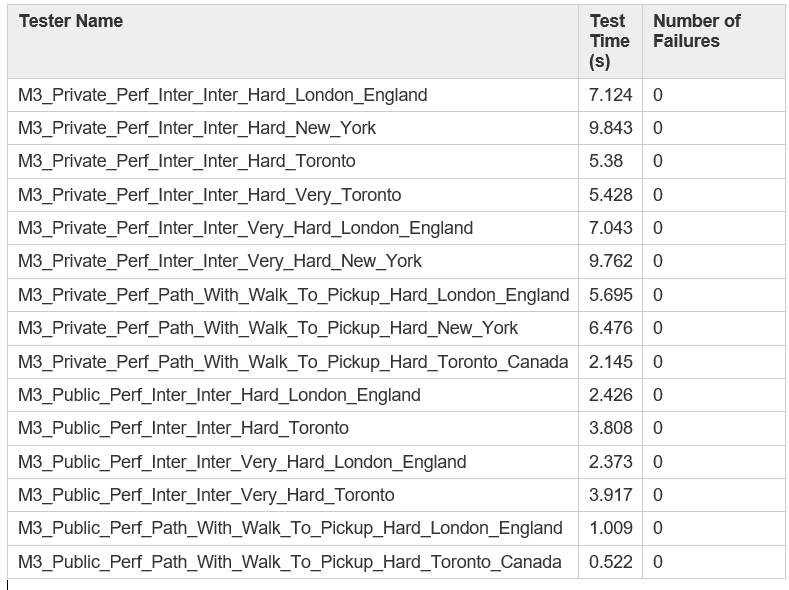 Tester Name Test Time (s) Number of Failures
M3_Private_Perf_Inter_Inter_Hard_London_England 7.124 0
M3_Private_Perf_Inter_Inter_Hard_New_York 9.843 0
M3_Private_Perf_Inter_Inter_Hard_Toronto 5.38 0
M3_Private_Perf_Inter_Inter_Hard_Very_Toronto 5.428 0
M3_Private_Perf_Inter_Inter_Very_Hard_London_England 7.043 0
M3_Private_Perf_Inter_Inter_Very_Hard_New_York 9.762 0
M3_Private_Perf_Path_With_Walk_To_Pickup_Hard_London_England 5.695 0
M3_Private_Perf_Path_With_Walk_To_Pickup_Hard_New_York 6.476 0
M3_Private_Perf_Path_With_Walk_To_Pickup_Hard_Toronto_Canada 2.145 0
M3_Public_Perf_Inter_Inter_Hard_London_England 2.426 0
M3_Public_Perf_Inter_Inter_Hard_Toronto 3.808 0
M3_Public_Perf_Inter_Inter_Very_Hard_London_England 2.373 0
M3_Public_Perf_Inter_Inter_Very_Hard_Toronto 3.917 0
M3_Public_Perf_Path_With_Walk_To_Pickup_Hard_London_England 1.009 0
M3_Public_Perf_Path_With_Walk_To_Pickup_Hard_Toronto_Canada 0.522 0